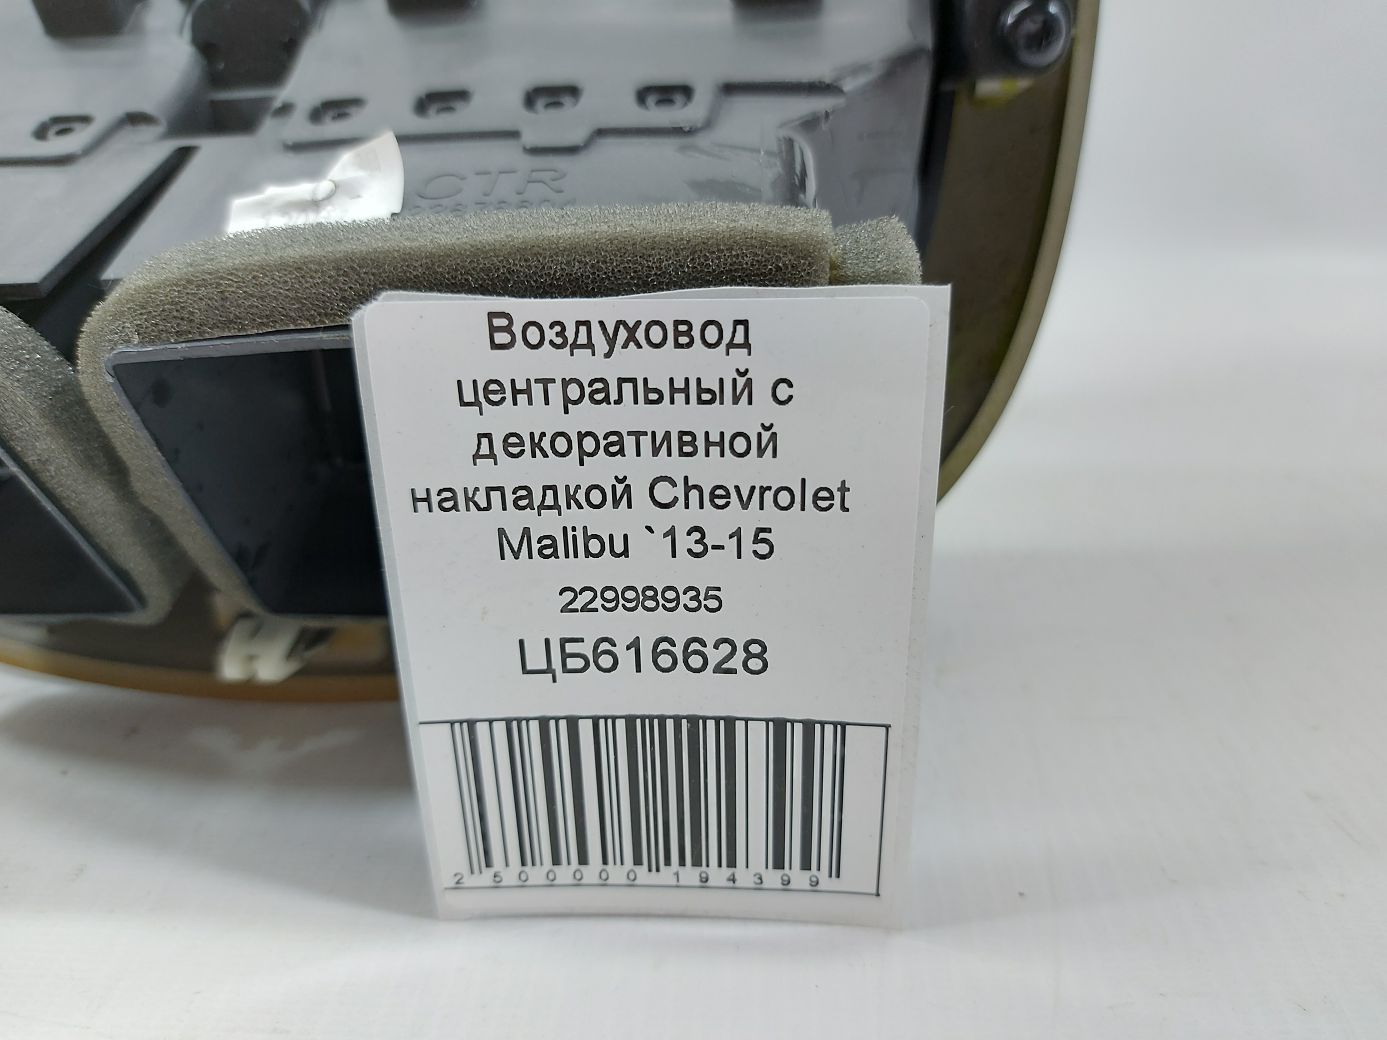 CTR
Воздуховод
центральный с
декоративной
накладкой Chevrolet
Malibu `13-15
22998935
ЦБ616628
2 500000 194399